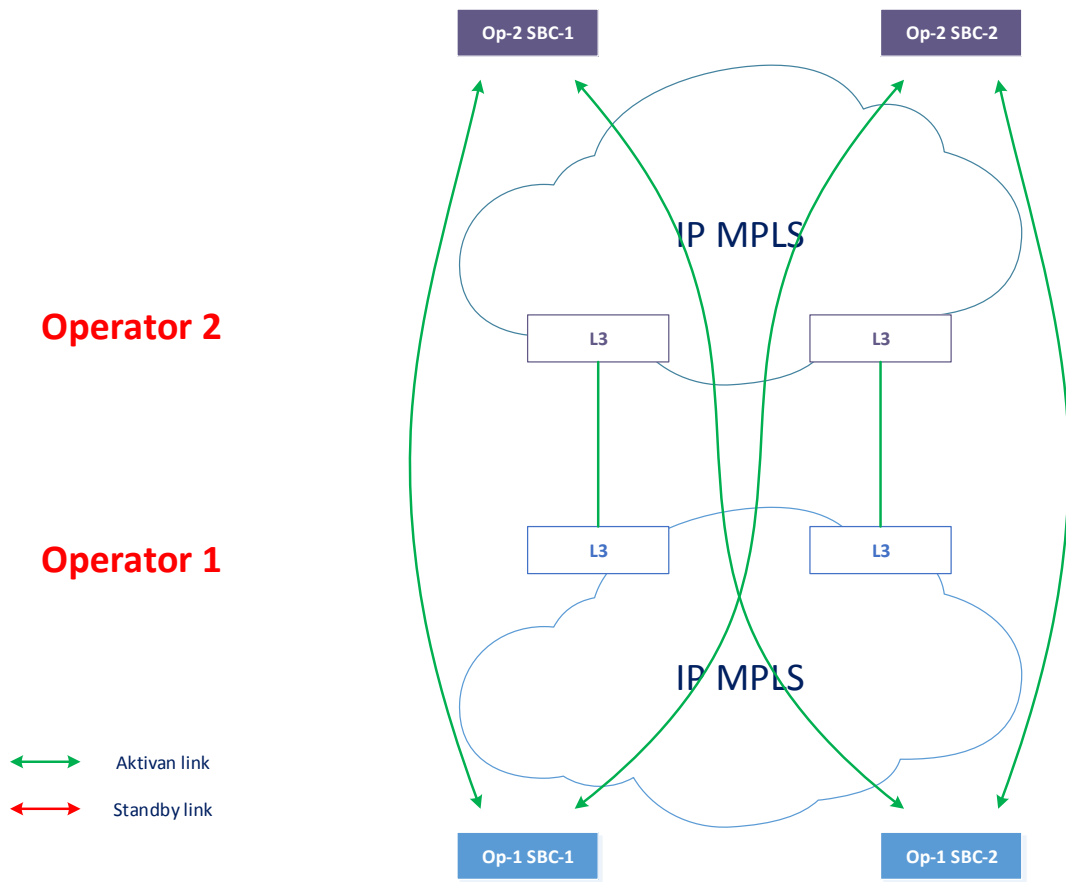 Op-2 SBC-1
Op-2 SBC-2
IP MPLS
Operator 2
L3
L3
Operator 1
L3
L3
IP MPLS
Aktivan link
Standby link
Op-1 SBC-1
Op-1 SBC-2